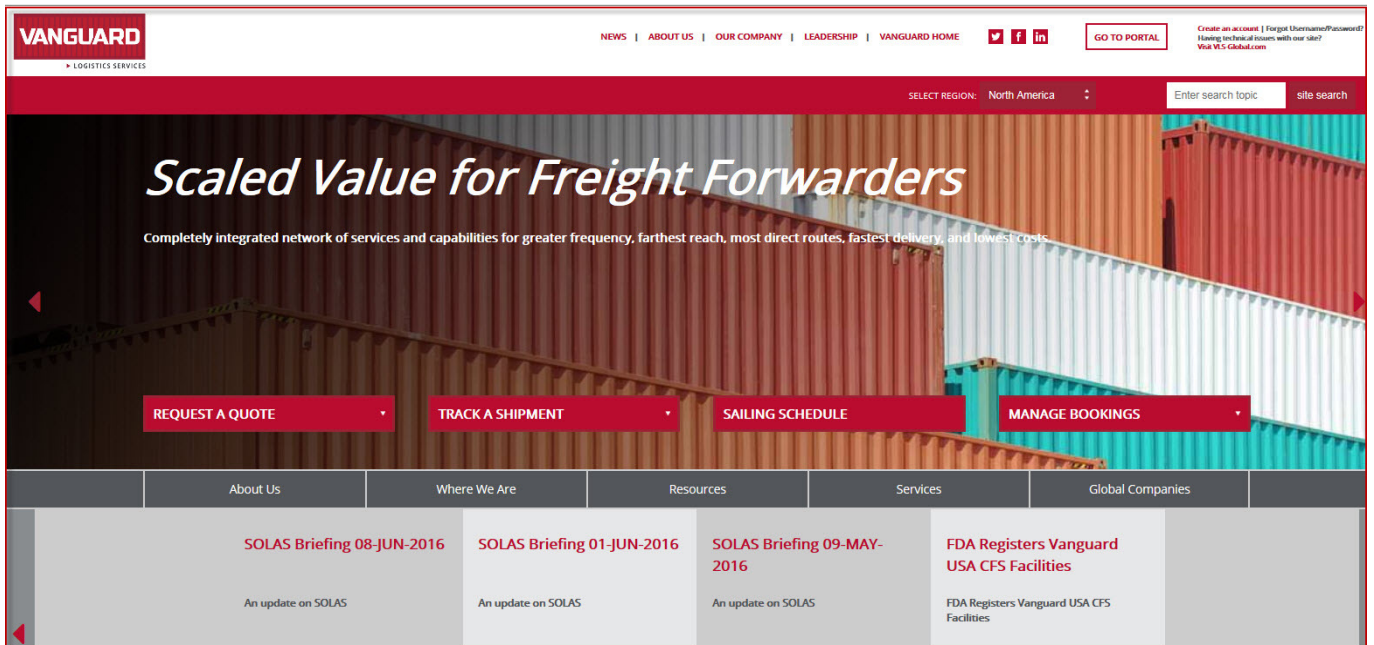 VANGUARD
LOGISTICS SERVICES
NEWS | ABOUT US | OUR COMPANY | LEADERSHIP | VANGUARD HOME
GO TO PORTAL
Create an account | Forgot Username/Password?
Having technical issues with our site?
Visit VLS-Global.com
SELECT REGION: North America
Enter search topic
site search
Scaled Value for Freight Forwarders
Completely integrated network of services and capabilities for greater frequency, farthest reach, most direct routes, fastest delivery, and lowest costs.
REQUEST A QUOTE
TRACK A SHIPMENT
SAILING SCHEDULE
MANAGE BOOKINGS
About Us
Where We Are
Resources
Services
Global Companies
SOLAS Briefing 08-JUN-2016
An update on SOLAS
SOLAS Briefing 01-JUN-2016
An update on SOLAS
SOLAS Briefing 09-MAY-
2016
An update on SOLAS
FDA Registers Vanguard
USA CFS Facilities
FDA Registers Vanguard USA CFS
Facilities